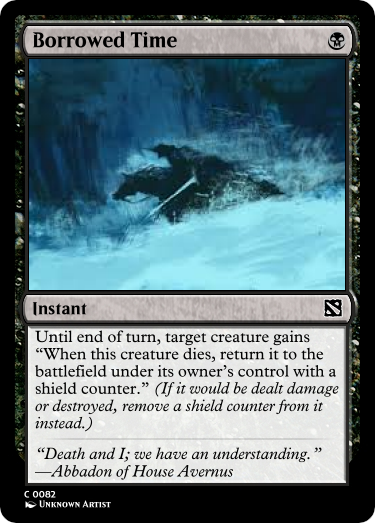 Borrowed Time
Instant
Until end of turn, target creature gains
“When this creature dies, return it to the
battlefield under its owner’s control with a
shield counter.” (If it would be dealt damage
or destroyed, remove a shield counter from it
instead.)
“Death and I; we have an understanding.”
—Abbadon of House Avernus
C 0082
Unknown Artist